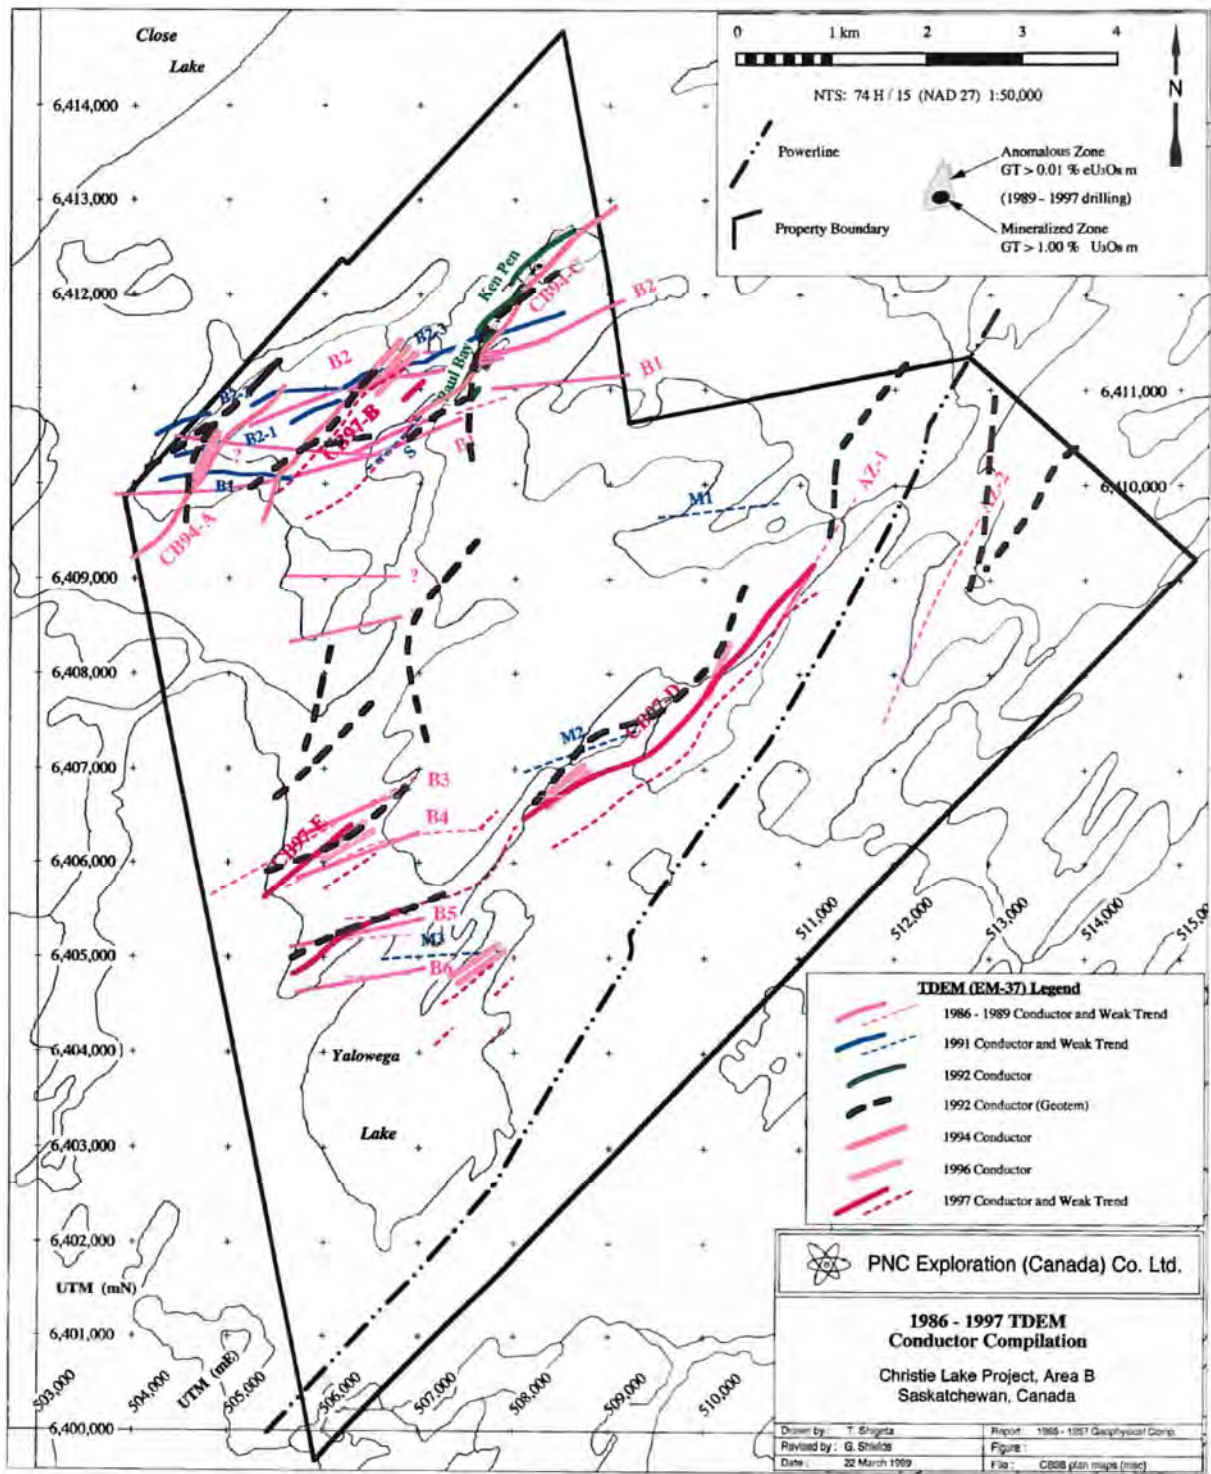 Close
Lake
0 1 km 2 3 4
NTS: 74 H / 15 (NAD 27) 1:50,000
N
Powerline
Property Boundary
Anomalous Zone
GT > 0.01 % eU₃O₈ m
(1989 - 1997 drilling)
Mineralized Zone
GT > 1.00 % U₃O₈ m
6,414,000
6,413,000
6,412,000
6,411,000
6,410,000
6,409,000
6,408,000
6,407,000
6,406,000
6,405,000
6,404,000
6,403,000
6,402,000
6,401,000
6,400,000
Ken Pen
CB94-C
B2
B2-3
B2
B1
Paul Bay
B2-1
CB97-B
B1
S
?
B1
CB94-A
M1
AZ-1
AZ-2
?
CB97-D
M2
B3
B4
CB97-E
B5
M3
B6
Yalowega
Lake
UTM (mN)
UTM (mE)
503,000
504,000
505,000
506,000
507,000
508,000
509,000
510,000
511,000
512,000
513,000
514,000
TDEM (EM-37) Legend
1986 - 1989 Conductor and Weak Trend
1991 Conductor and Weak Trend
1992 Conductor
1992 Conductor (Geotem)
1994 Conductor
1996 Conductor
1997 Conductor and Weak Trend
PNC Exploration (Canada) Co. Ltd.
1986 - 1997 TDEM
Conductor Compilation
Christie Lake Project, Area B
Saskatchewan, Canada
Drawn by : T. Shigeta
Report : 1986 - 1997 Geophysical Comp.
Revised by : G. Shields
Figure :
Date : 22 March 1999
File : CB98 plan maps (misc)